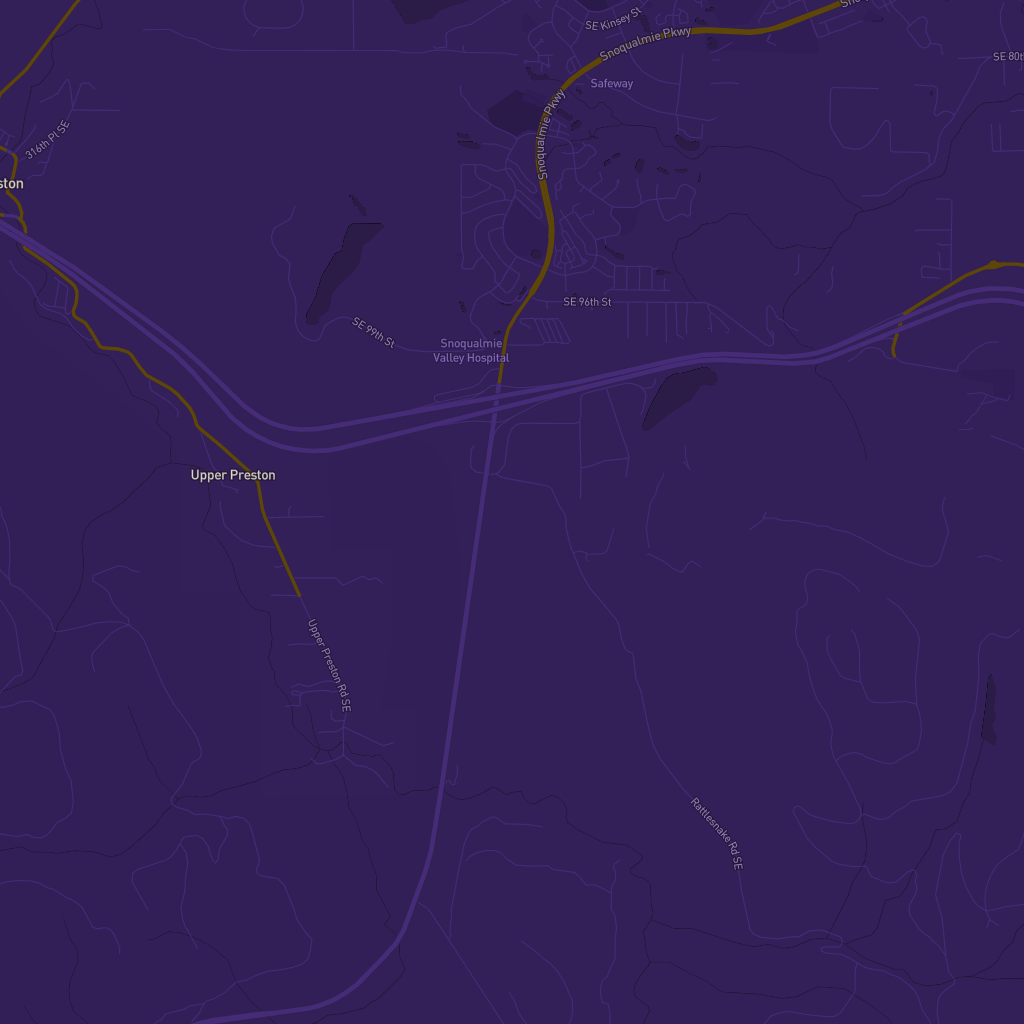 SE Kinsey St
Snoqualmie Pkwy
SE 80th
Safeway
Snoqualmie Pkwy
316th Pl SE
ston
SE 96th St
SE 99th St
Snoqualmie
Valley Hospital
Upper Preston
Upper Preston Rd SE
Rattlesnake Rd SE